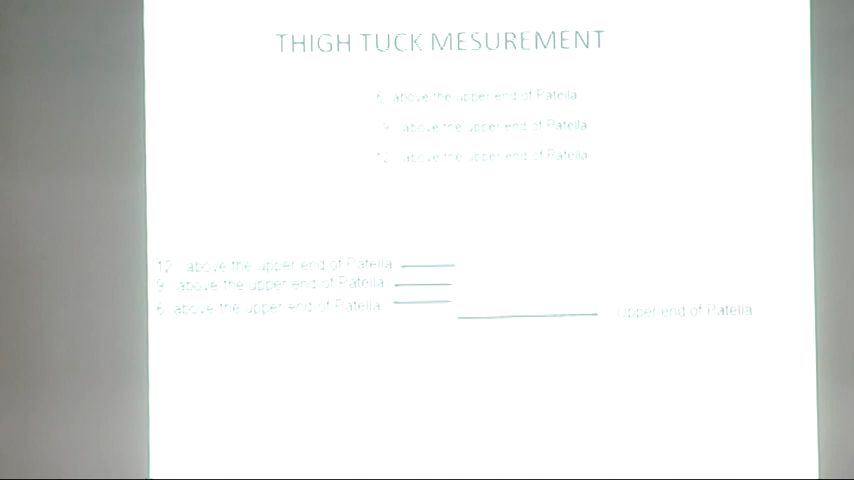 THIGH TUCK MESUREMENT
6 above the upper end of Patella
9 above the upper end of Patella
12 above the upper end of Patella
12 above the upper end of Patella
9 above the upper end of Patella
6 above the upper end of Patella
Upper end of Patella